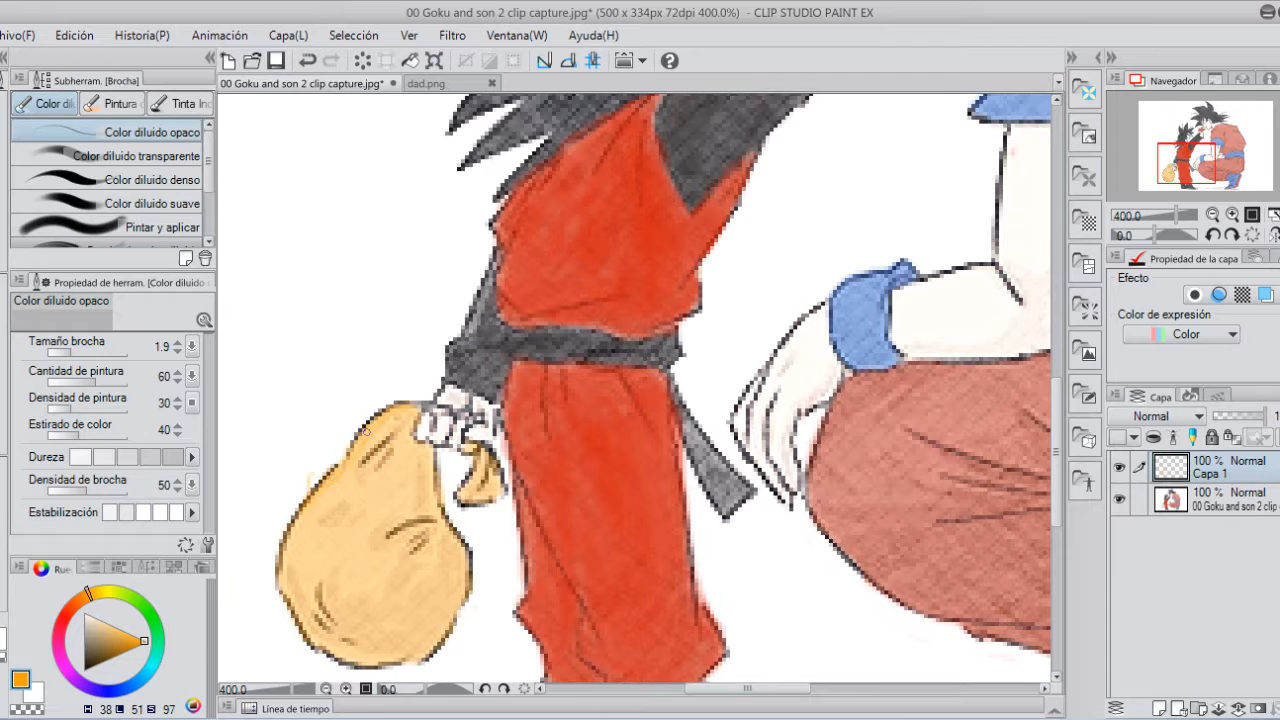 00 Goku and son 2 clip capture.jpg* (500 x 334px 72dpi 400.0%) - CLIP STUDIO PAINT EX
hivo(F) Edición Historia(P) Animación Capa(L) Selección Ver Filtro Ventana(W) Ayuda(H)
Subherram. [Brocha]
00 Goku and son 2 clip capture.jpg* dad.png
Navegador
Color dil Pintura Tinta Inc
Color diluido opaco
Color diluido transparente
Color diluido denso
Color diluido suave
Pintar y aplicar
400.0
0.0
Propiedad de la capa
Propiedad de herram. [Color diluido
Efecto
Color diluido opaco
Color de expresión
Color
Tamaño brocha 1.9
Cantidad de pintura 60
Densidad de pintura 30
Estirado de color 40
Dureza
Densidad de brocha 50
Estabilización
Capa
Normal 1
100 % Normal
Capa 1
100 % Normal
00 Goku and son 2 clip
Rue
400.0 0.0
Línea de tiempo
H 38 L 51 S 97